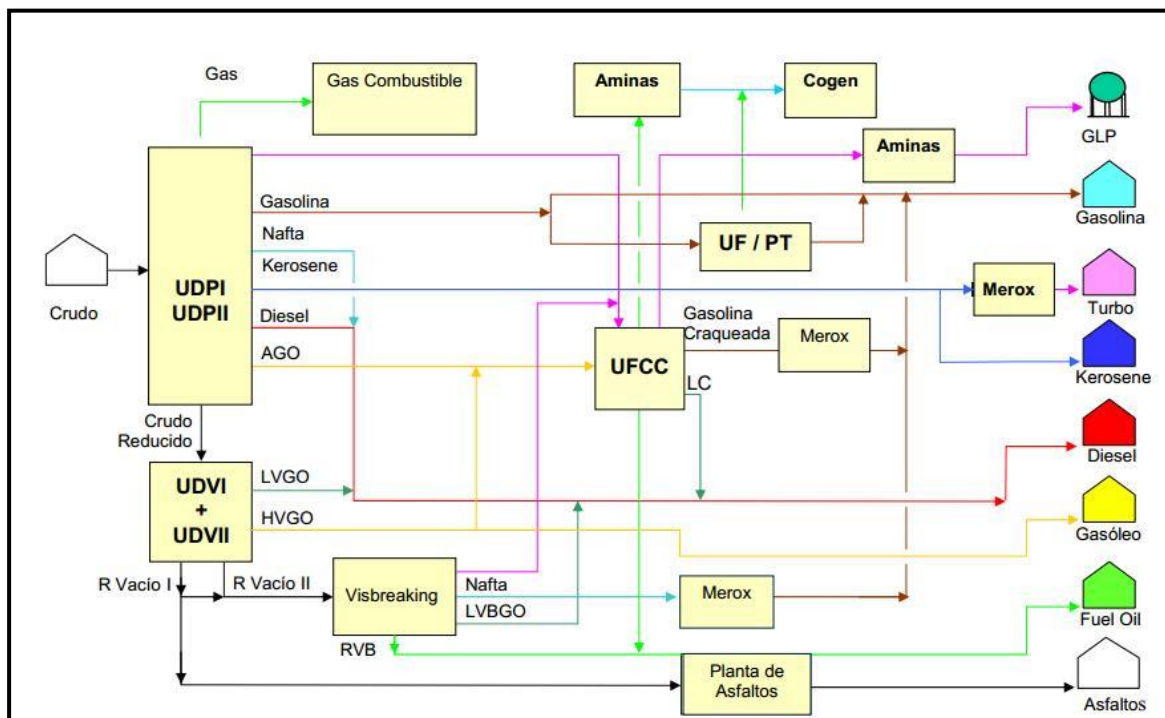 Gas
Gas Combustible
Aminas
Cogen
GLP
Aminas
Gasolina
Gasolina
UF / PT
Nafta
Kerosene
Crudo
UDPI
UDPII
Merox
Turbo
Diesel
Gasolina
Craqueada
Merox
UFCC
AGO
LC
Kerosene
Crudo
Reducido
Diesel
UDVI
+
UDVII
LVGO
HVGO
Gasóleo
R Vacio I
R Vacio II
Visbreaking
Nafta
LVBGO
Merox
Fuel Oil
RVB
Planta de
Asfaltos
Asfaltos